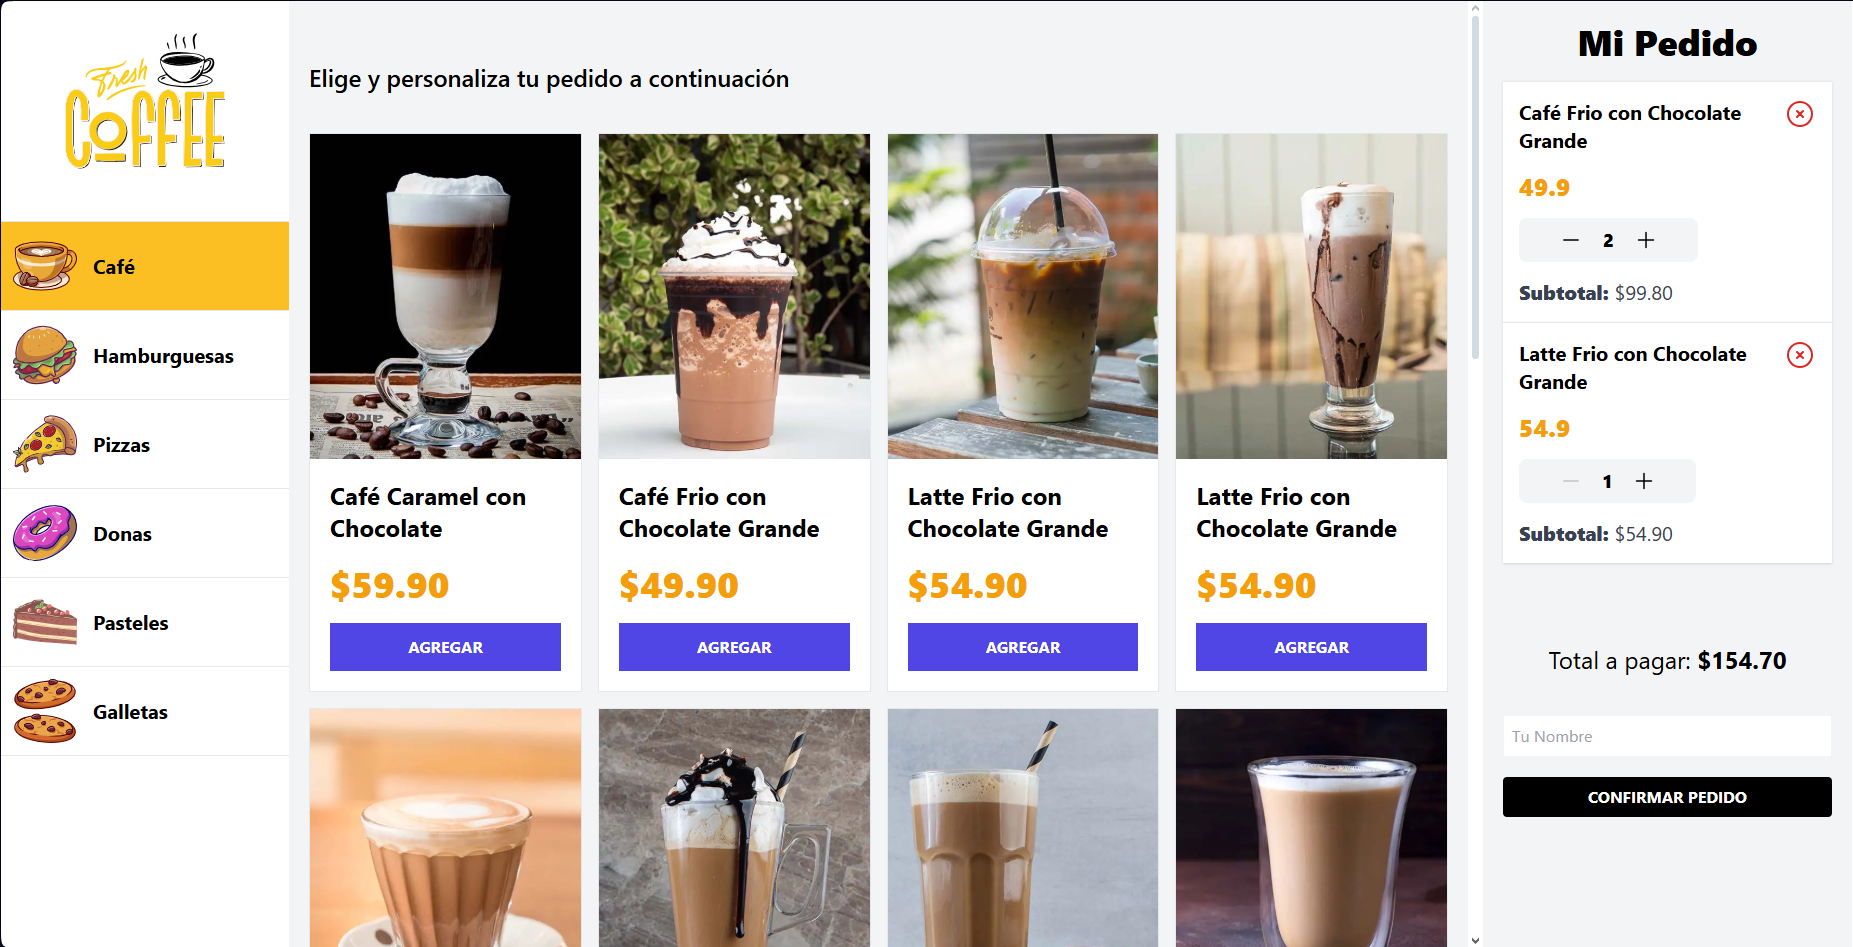 Fresh
COFFEE
Café
Hamburguesas
Pizzas
Donas
Pasteles
Galletas
Elige y personaliza tu pedido a continuación
Café Caramel con
Chocolate
$59.90
AGREGAR
Café Frio con
Chocolate Grande
$49.90
AGREGAR
Latte Frio con
Chocolate Grande
$54.90
AGREGAR
Latte Frio con
Chocolate Grande
$54.90
AGREGAR
Mi Pedido
Café Frio con Chocolate
Grande
49.9
2
Subtotal: $99.80
Latte Frio con Chocolate
Grande
54.9
1
Subtotal: $54.90
Total a pagar: $154.70
Tu Nombre
CONFIRMAR PEDIDO